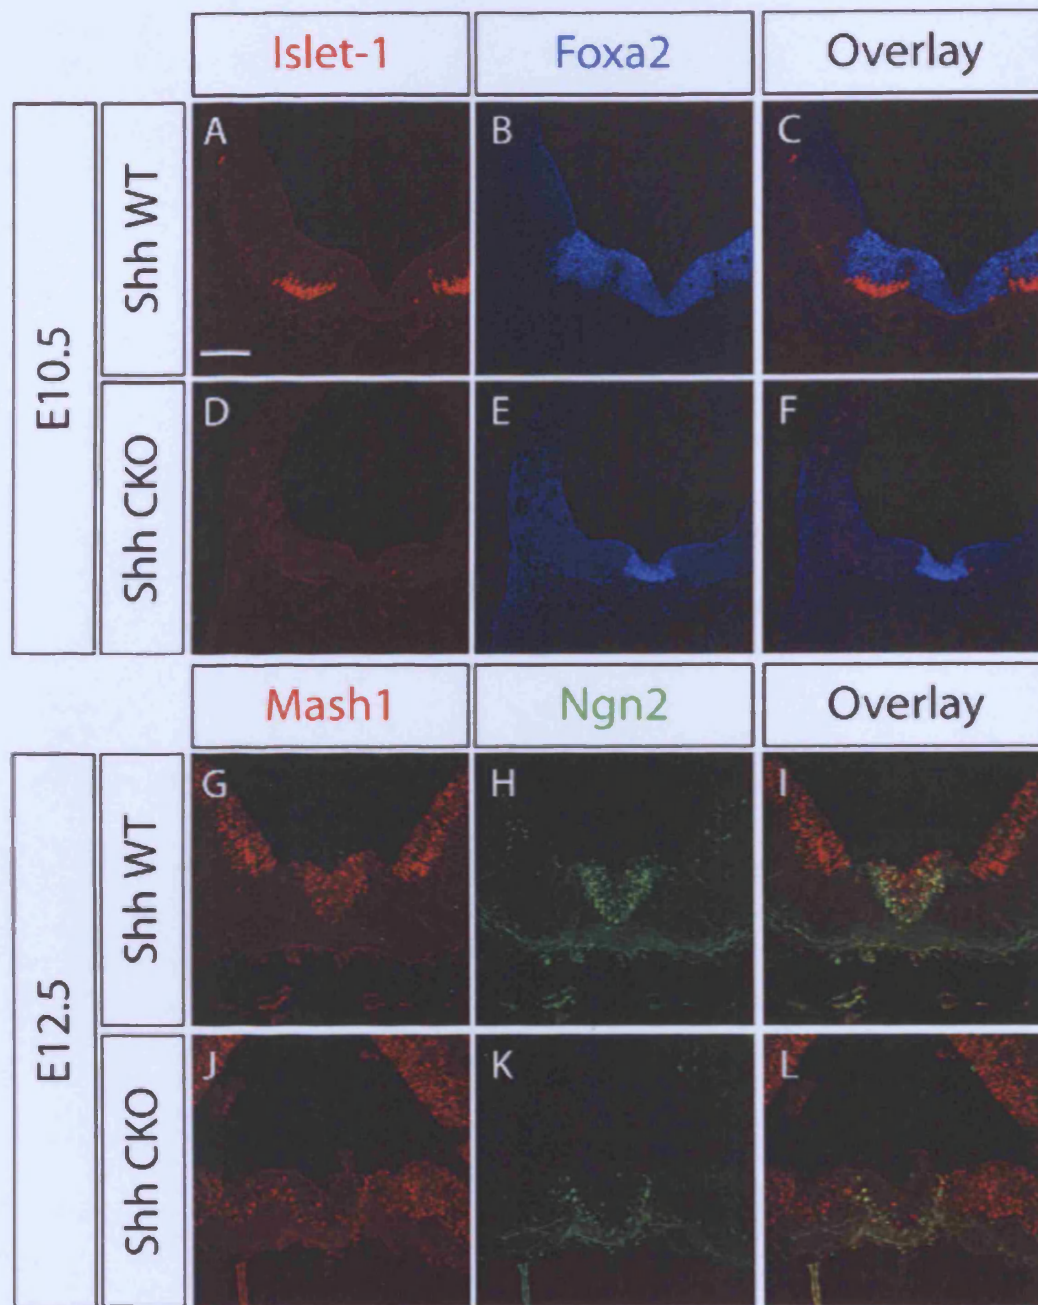 Islet-1 Foxa2 Overlay
E10.5
Shh WT
A B C
Shh CKO
D E F
Mash1 Ngn2 Overlay
E12.5
Shh WT
G H I
Shh CKO
J K L